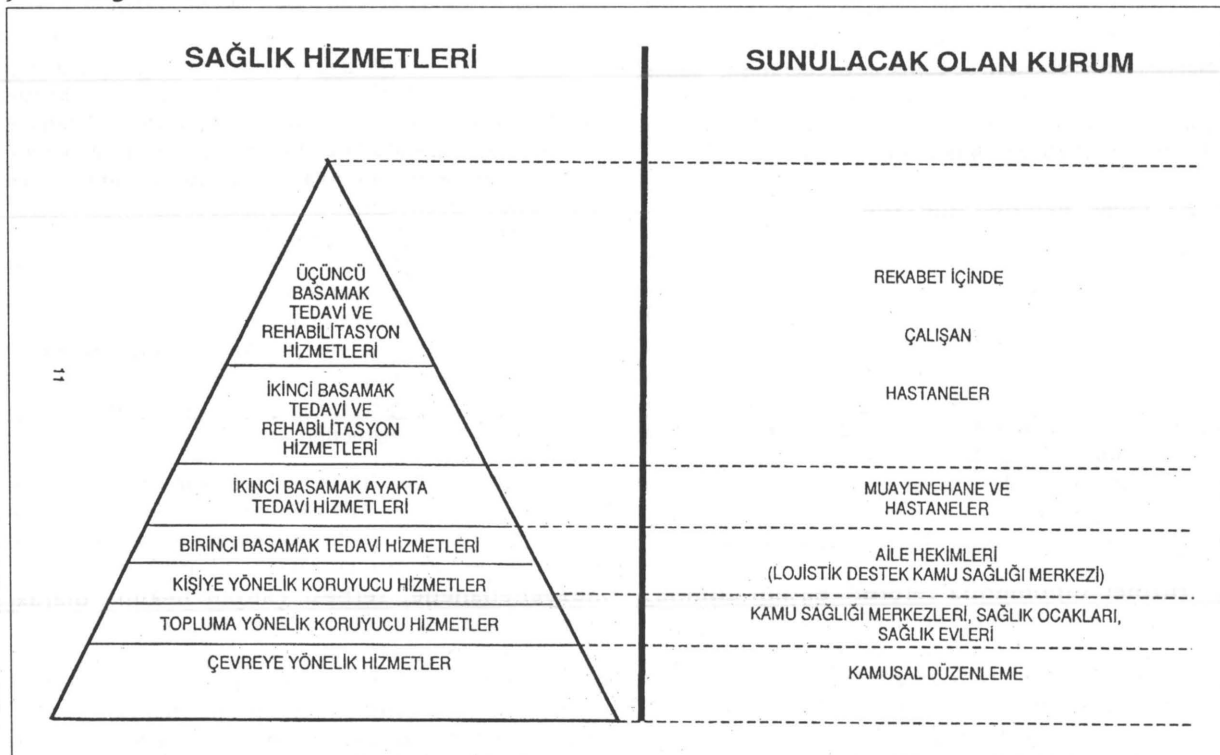 SAĞLIK HİZMETLERİ
SUNULACAK OLAN KURUM
ÜÇÜNCÜ
BASAMAK
TEDAVİ VE
REHABİLİTASYON
HİZMETLERİ
İKİNCİ BASAMAK
TEDAVİ VE
REHABİLİTASYON
HİZMETLERİ
İKİNCİ BASAMAK AYAKTA
TEDAVİ HİZMETLERİ
BİRİNCİ BASAMAK TEDAVİ HİZMETLERİ
KİŞİYE YÖNELİK KORUYUCU HİZMETLER
TOPLUMA YÖNELİK KORUYUCU HİZMETLER
ÇEVREYE YÖNELİK HİZMETLER
REKABET İÇİNDE
ÇALIŞAN
HASTANELER
MUAYENEHANE VE
HASTANELER
AİLE HEKİMLERİ
(LOJİSTİK DESTEK KAMU SAĞLIĞI MERKEZİ)
KAMU SAĞLIĞI MERKEZLERİ, SAĞLIK OCAKLARI,
SAĞLIK EVLERİ
KAMUSAL DÜZENLEME
11